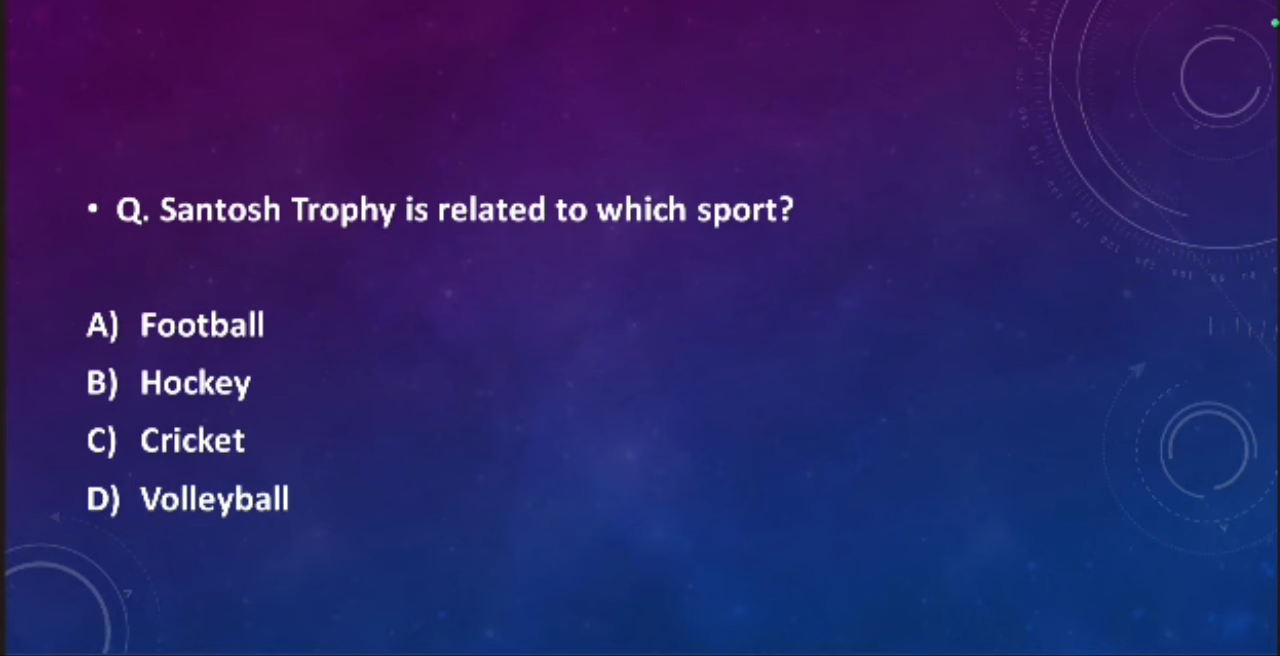 • Q. Santosh Trophy is related to which sport?
A) Football
B) Hockey
C) Cricket
D) Volleyball